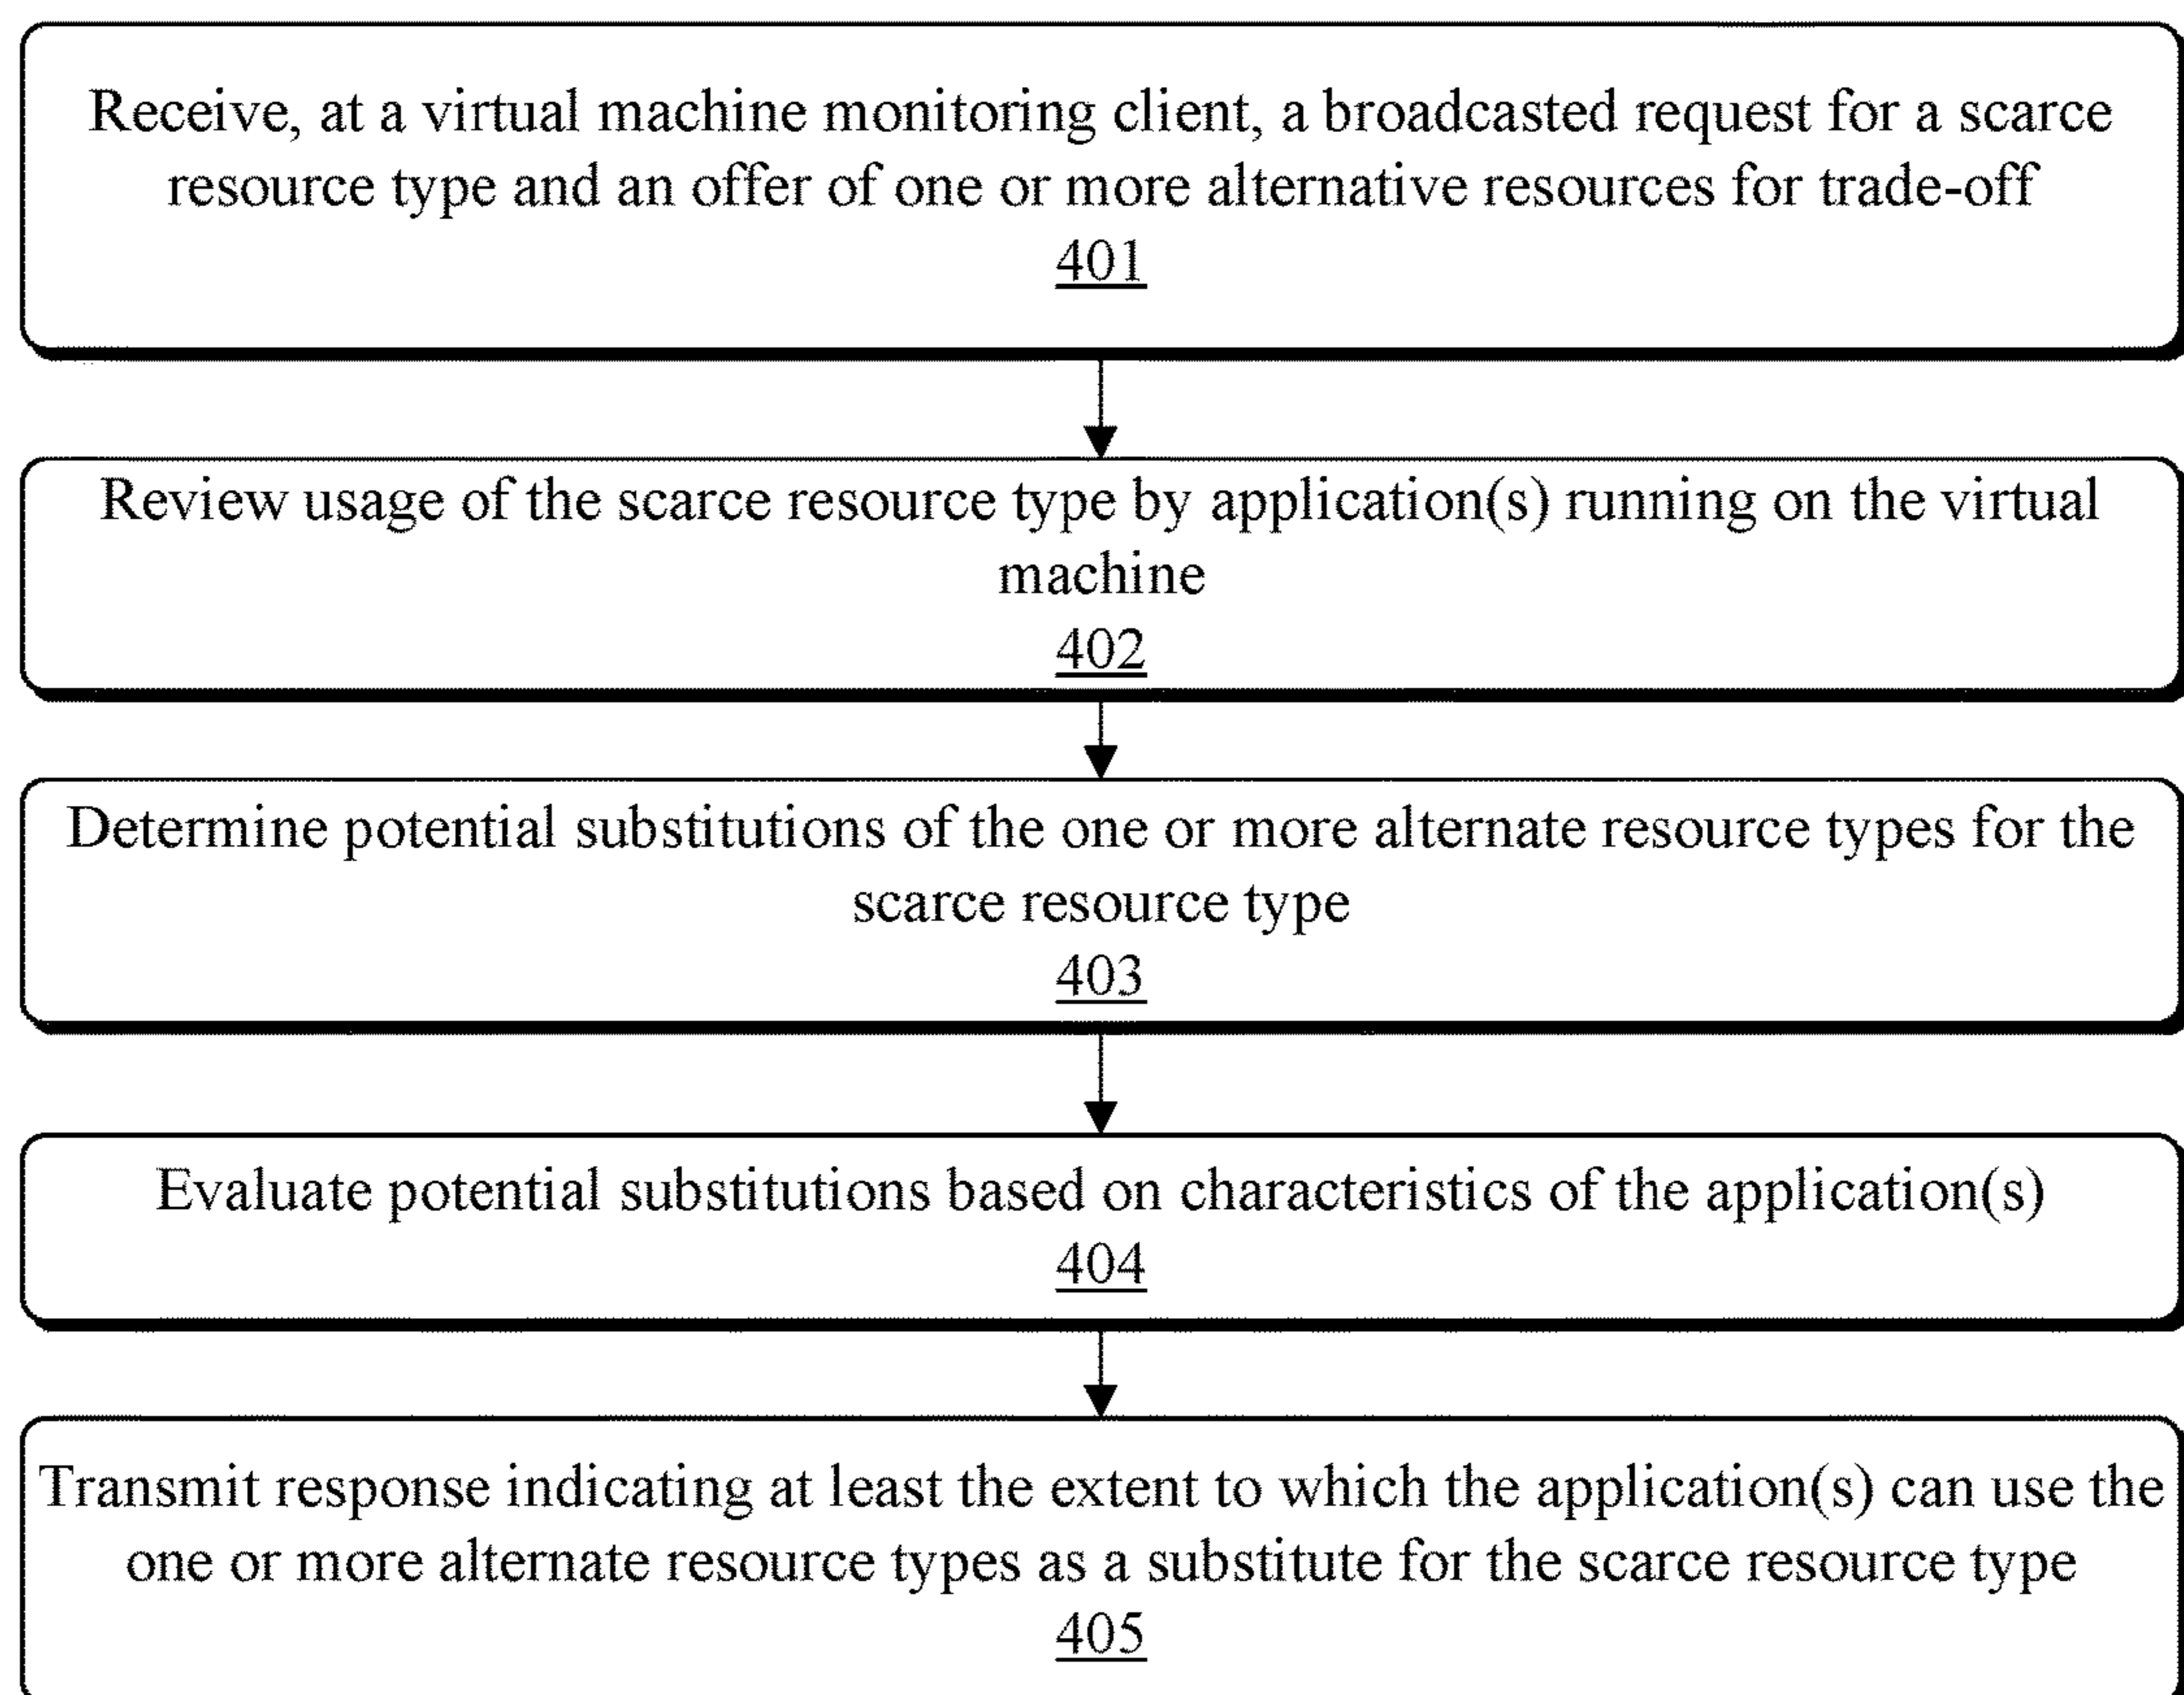 Receive, at a virtual machine monitoring client, a broadcasted request for a scarce
resource type and an offer of one or more alternative resources for trade-off
401
Review usage of the scarce resource type by application(s) running on the virtual
machine
402
Determine potential substitutions of the one or more alternate resource types for the
scarce resource type
403
Evaluate potential substitutions based on characteristics of the application(s)
404
Transmit response indicating at least the extent to which the application(s) can use the
one or more alternate resource types as a substitute for the scarce resource type
405